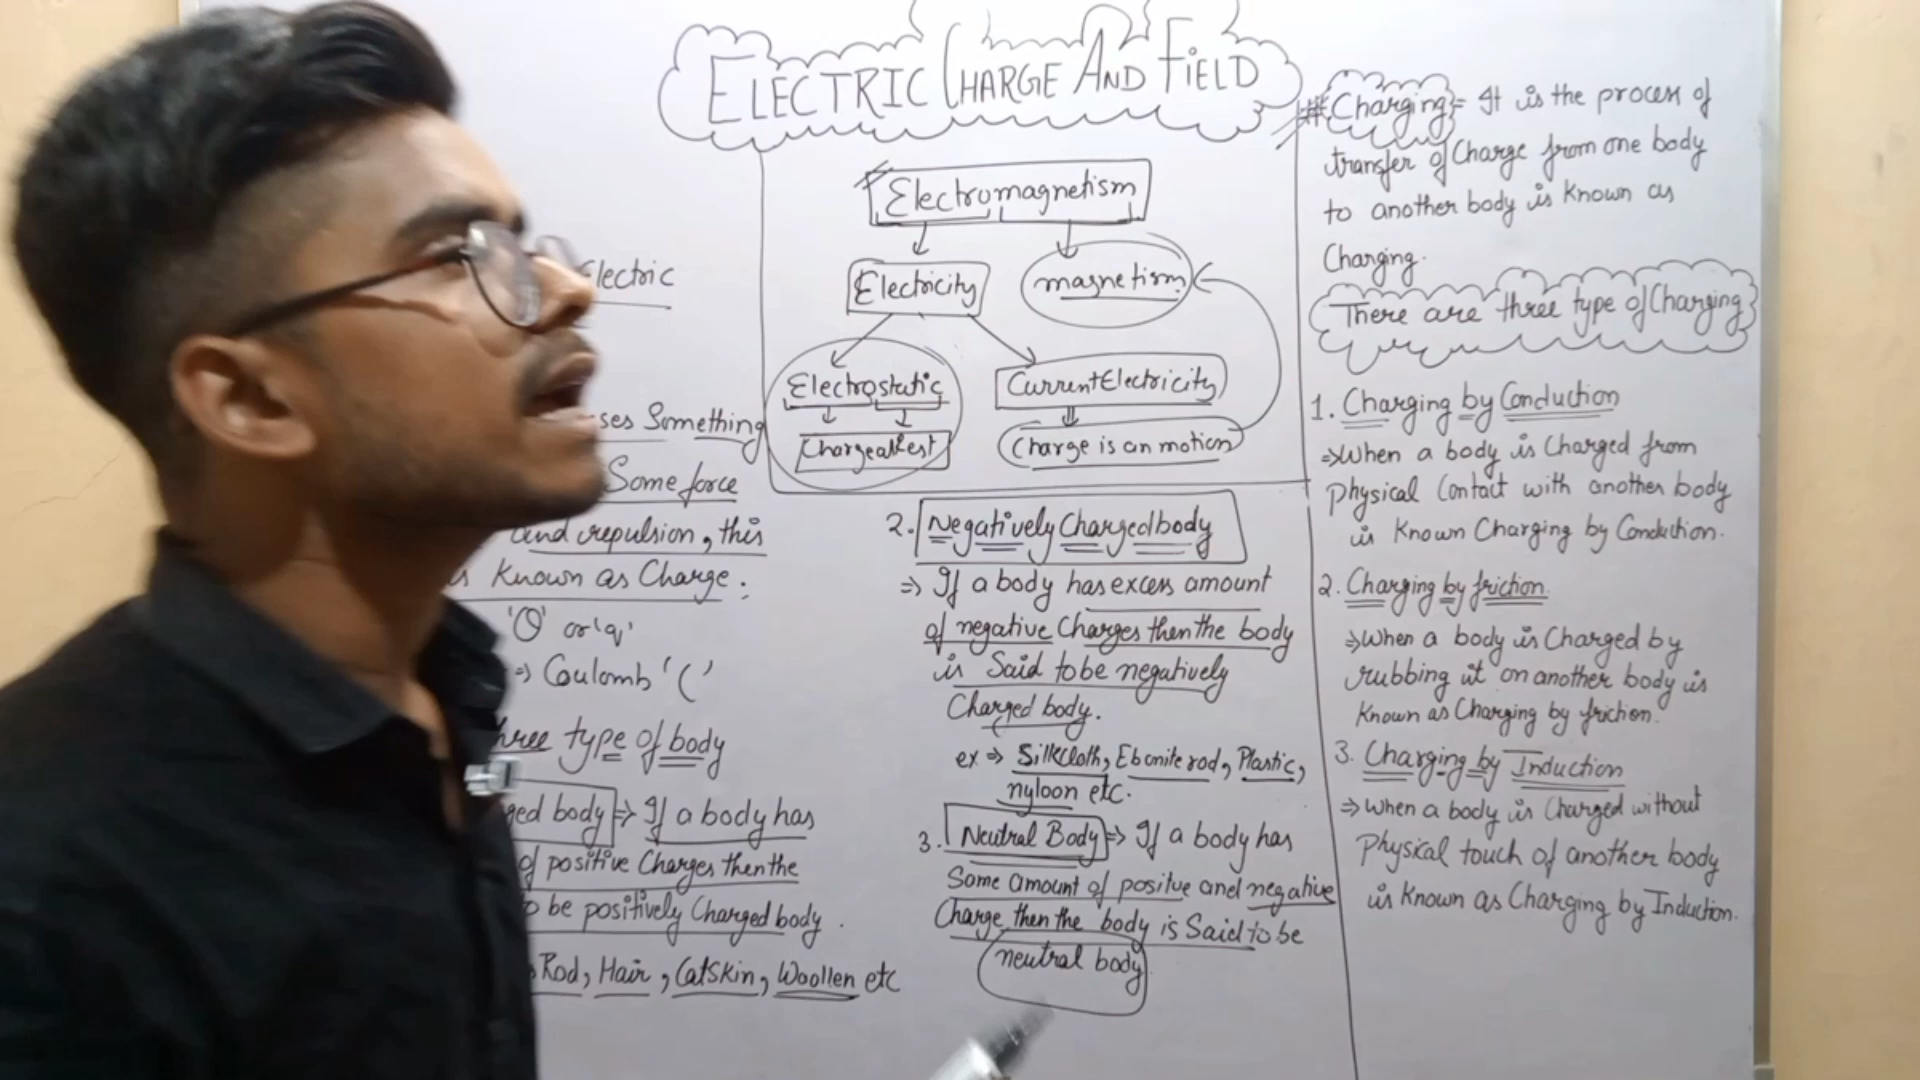 ELECTRIC CHARGE AND FIELD
Electromagnetism
Electricity
magnetism
Electrostatic
Current Electricity
Charge at Rest
Charge is on motion
Electric
Something
Some force
and repulsion, this
Known as Charge.
'Q' or 'q'
⇒ Coulomb 'C'
three type of body
body ⇒ If a body has
of positive Charges then the
be positively Charged body.
Rod, Hair, Cat Skin, Woollen etc
2. Negatively Charged body
⇒ If a body has excess amount
of negative Charges then the body
is Said to be negatively
Charged body.
ex ⇒ Silk cloth, Ebonite rod, Plastic,
nyloon etc.
3. Neutral Body ⇒ If a body has
Same amount of positive and negative
Charge then the body is Said to be
neutral body.
# Charging = It is the process of
transfer of Charge from one body
to another body is known as
Charging.
There are three type of Charging
1. Charging by Conduction
⇒ When a body is Charged from
Physical Contact with another body
is Known Charging by Conduction.
2. Charging by friction
⇒ When a body is Charged by
rubbing it on another body is
Known as Charging by friction.
3. Charging by Induction
⇒ When a body is Charged without
Physical touch of another body
is Known as Charging by Induction.